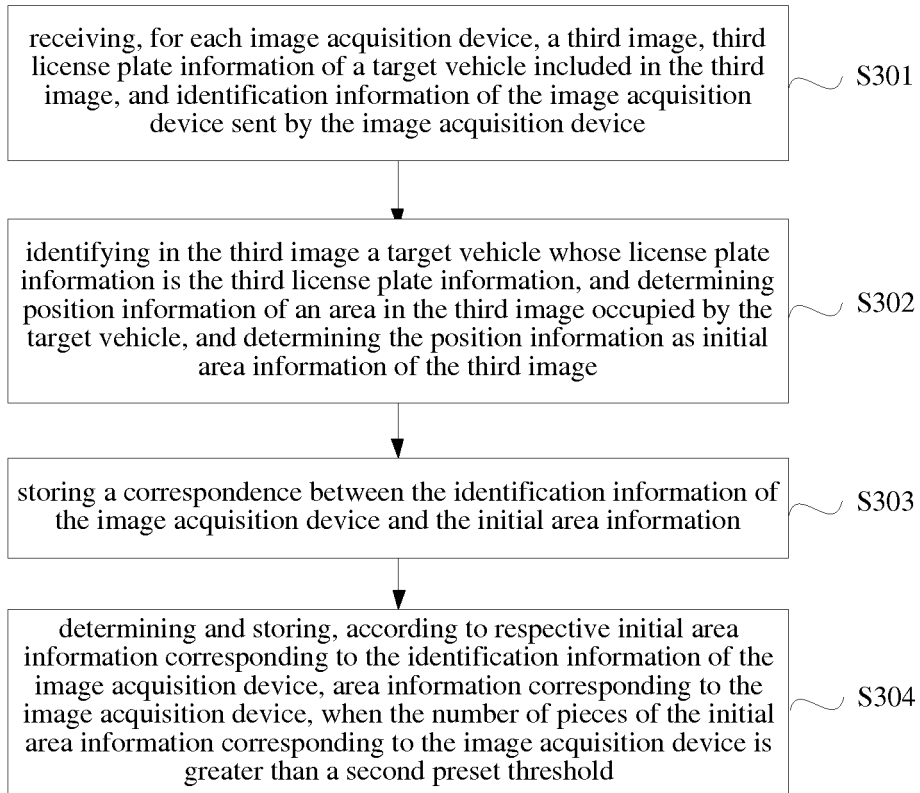 receiving, for each image acquisition device, a third image, third
license plate information of a target vehicle included in the third
image, and identification information of the image acquisition
device sent by the image acquisition device
S301
identifying in the third image a target vehicle whose license plate
information is the third license plate information, and determining
position information of an area in the third image occupied by the
target vehicle, and determining the position information as initial
area information of the third image
S302
storing a correspondence between the identification information of
the image acquisition device and the initial area information
S303
determining and storing, according to respective initial area
information corresponding to the identification information of the
image acquisition device, area information corresponding to the
image acquisition device, when the number of pieces of the initial
area information corresponding to the image acquisition device is
greater than a second preset threshold
S304